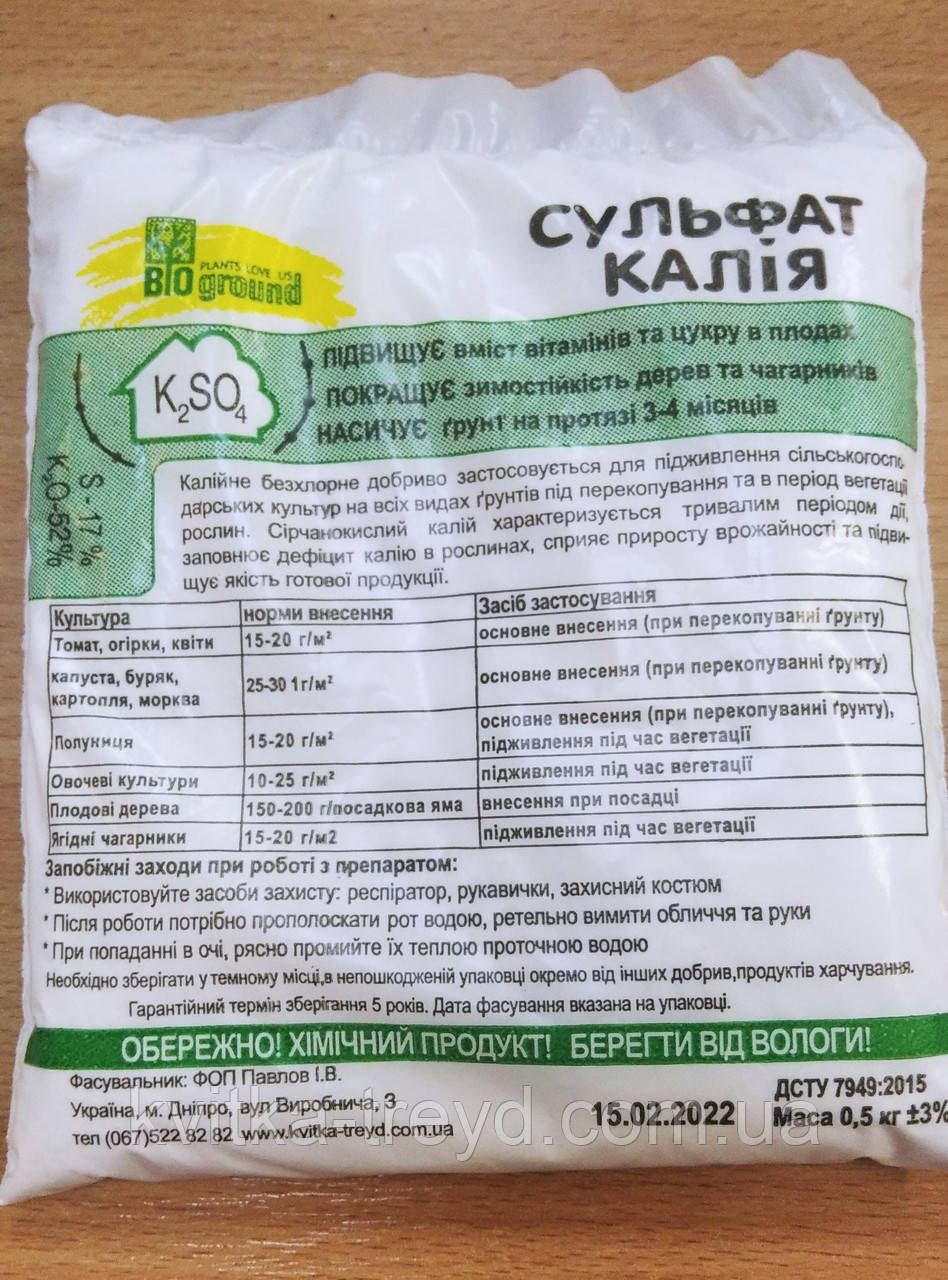 СУЛЬФАТ
КАЛІЯ
PLANTS LOVE US
BIO ground
ПІДВИЩУЄ вміст вітамінів та цукру в плодах
ПОКРАЩУЄ зимостійкість дерев та чагарників
НАСИЧУЄ ґрунт на протязі 3-4 місяців
K2SO4
S - 17 %
K2O-52%
Калійне безхлорне добриво застосовується для підживлення сільськогоспо-
дарських культур на всіх видах ґрунтів під перекопування та в період вегетації
рослин. Сірчанокислий калій характеризується тривалим періодом дії,
заповнює дефіцит калію в рослинах, сприяє приросту врожайності та підви-
щує якість готової продукції.
Культура норми внесення Засіб застосування
Томат, огірки, квіти 15-20 г/м² основне внесення (при перекопуванні ґрунту)
капуста, буряк,
картопля, морква 25-30 1г/м² основне внесення (при перекопуванні ґрунту)
Полуниця 15-20 г/м² основне внесення (при перекопуванні ґрунту),
підживлення під час вегетації
Овочеві культури 10-25 г/м² підживлення під час вегетації
Плодові дерева 150-200 г/посадкова яма внесення при посадці
Ягідні чагарники 15-20 г/м2 підживлення під час вегетації
Запобіжні заходи при роботі з препаратом:
* Використовуйте засоби захисту: респіратор, рукавички, захисний костюм
* Після роботи потрібно прополоскати рот водою, ретельно вимити обличчя та руки
* При попаданні в очі, рясно промийте їх теплою проточною водою
Необхідно зберігати у темному місці,в непошкодженій упаковці окремо від інших добрив,продуктів харчування.
Гарантійний термін зберігання 5 років. Дата фасування вказана на упаковці.
ОБЕРЕЖНО! ХІМІЧНИЙ ПРОДУКТ! БЕРЕГТИ ВІД ВОЛОГИ!
Фасувальник: ФОП Павлов І.В.
Україна, м. Дніпро, вул Виробнича, 3
тел (067)522 82 82 www.kvitka-treyd.com.ua
15.02.2022
ДСТУ 7949:2015
Маса 0,5 кг ±3%
kvitka-treyd.com.ua